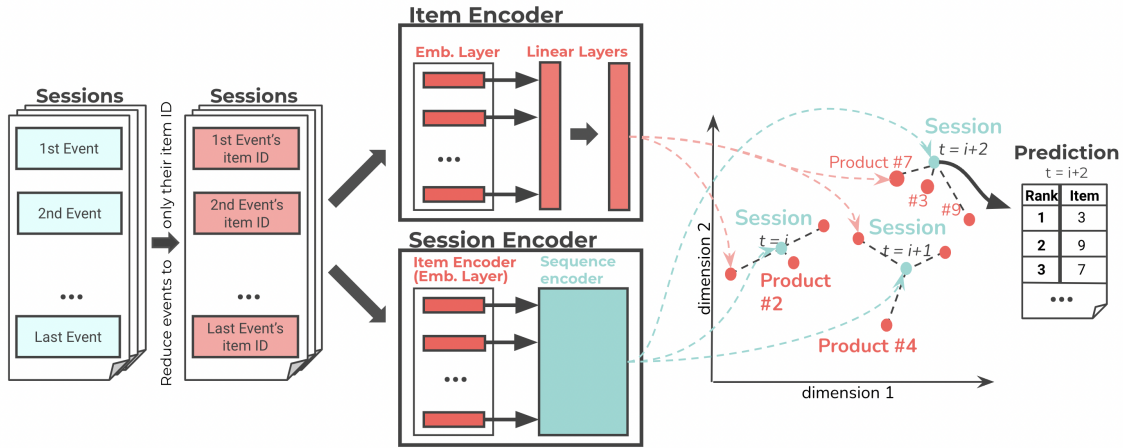 Sessions
1st Event
2nd Event
...
Last Event
Reduce events to only their item ID
Sessions
1st Event's
item ID
2nd Event's
item ID
...
Last Event's
item ID
Item Encoder
Emb. Layer
Linear Layers
...
Session Encoder
Item Encoder
(Emb. Layer)
Sequence
encoder
...
dimension 2
dimension 1
Session
t = i
Product
#2
Session
t = i+1
Product #4
Session
t = i+2
Product #7
#3
#9
Prediction
t = i+2
Rank Item
1 3
2 9
3 7
...